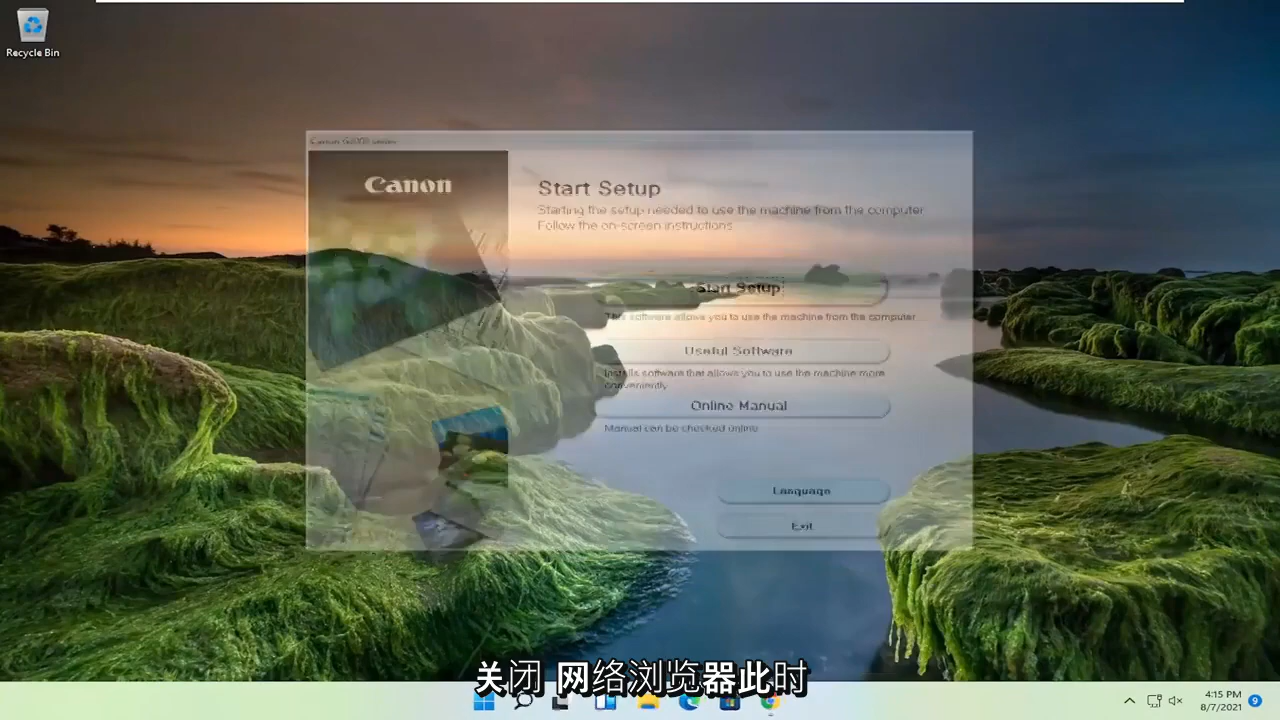 Recycle Bin
Canon
Start Setup
Starting the setup needed to use the machine from the computer.
Follow the on-screen instructions.
Start Setup
This software allows you to use the machine from the computer.
Useful Software
Installs software that allows you to use the machine more
conveniently.
Online Manual
Manual can be checked online.
Language
Exit
关闭 网络浏览器此时
4:15 PM
8/7/2021
9